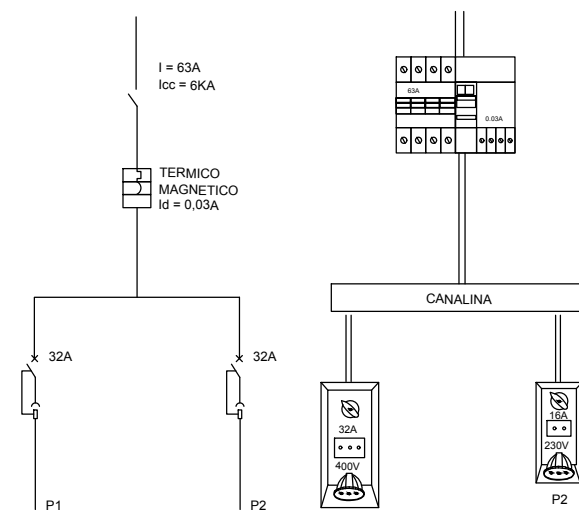 I = 63A
Icc = 6KA
TERMICO
MAGNETICO
Id = 0,03A
32A
32A
P1
P2
63A
0.03A
CANALINA
32A
400V
16A
230V
P2